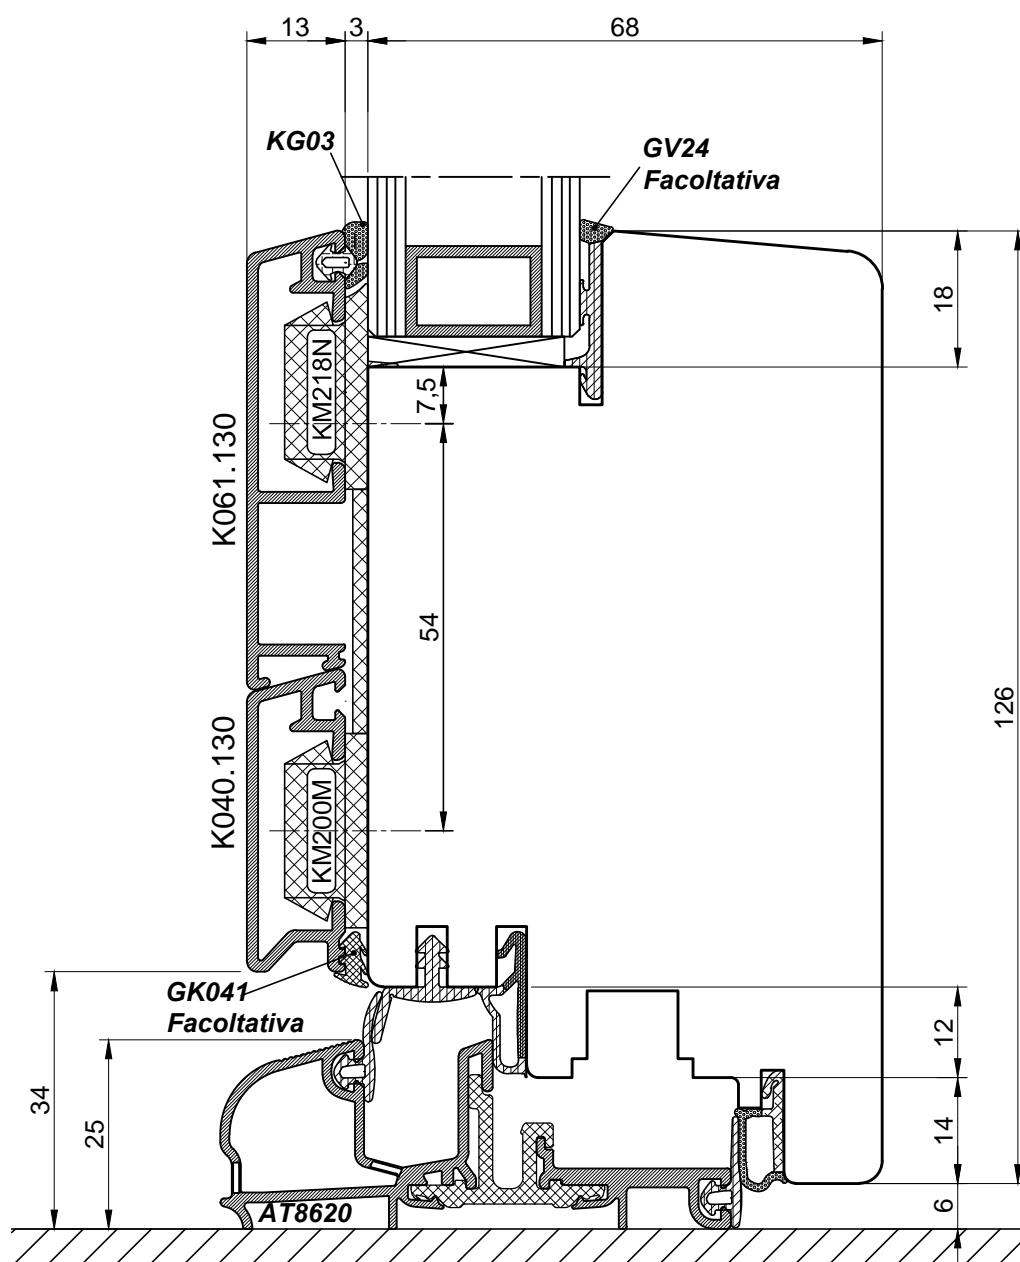 13
3
68
KG03
GV24
Facoltativa
18
7,5
KM218N
K061.130
54
126
K040.130
KM200M
GK041
Facoltativa
12
34
25
14
AT8620
6